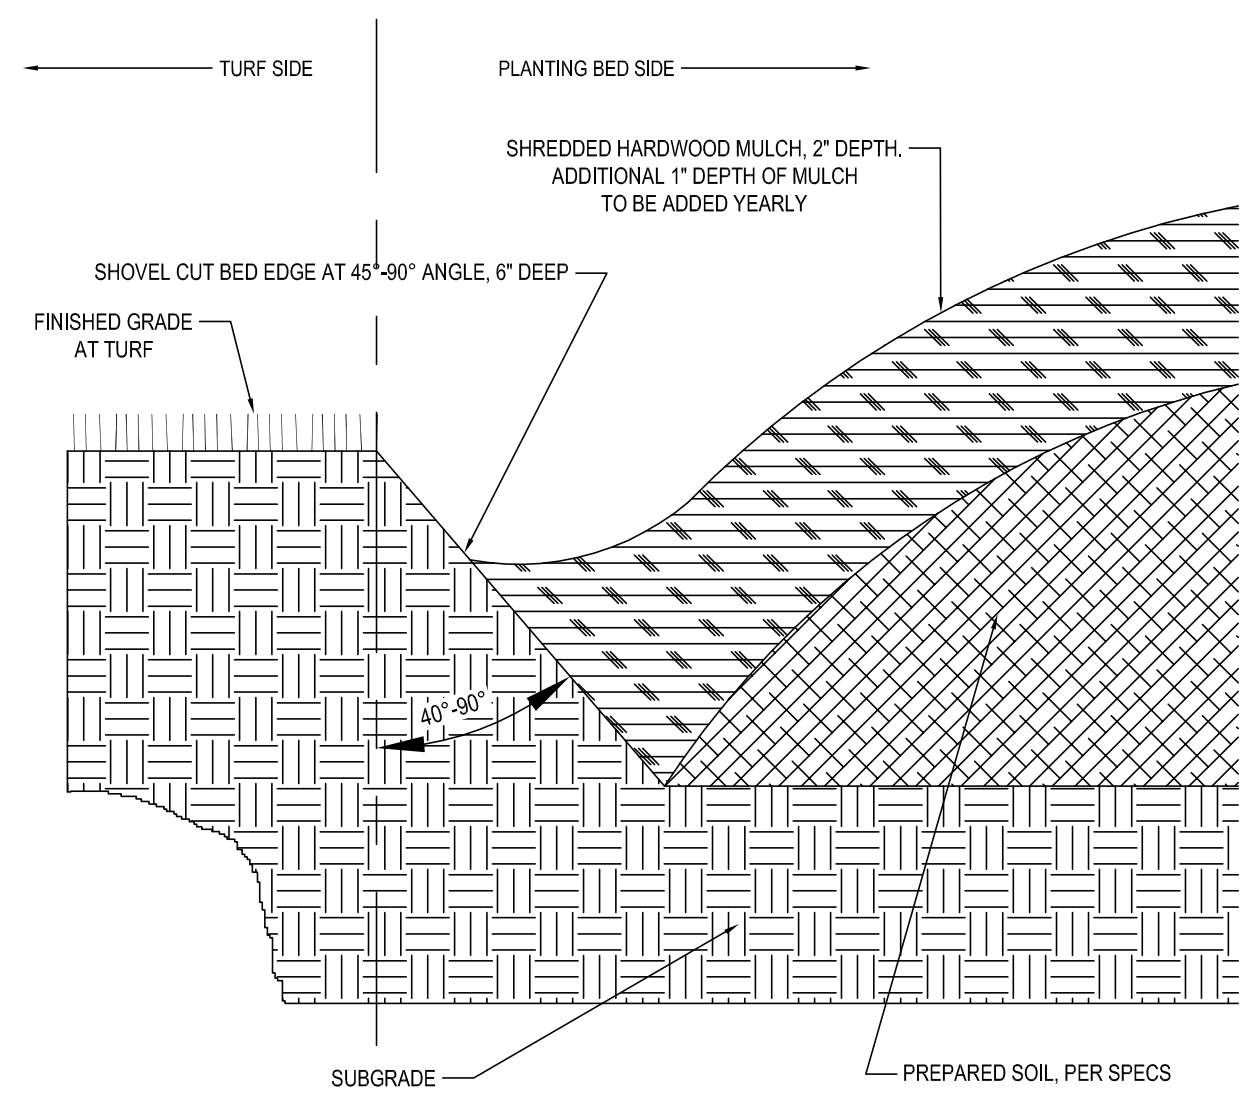 TURF SIDE
PLANTING BED SIDE
SHREDDED HARDWOOD MULCH, 2" DEPTH.
ADDITIONAL 1" DEPTH OF MULCH
TO BE ADDED YEARLY
SHOVEL CUT BED EDGE AT 45°-90° ANGLE, 6" DEEP
FINISHED GRADE
AT TURF
40°-90°
SUBGRADE
PREPARED SOIL, PER SPECS